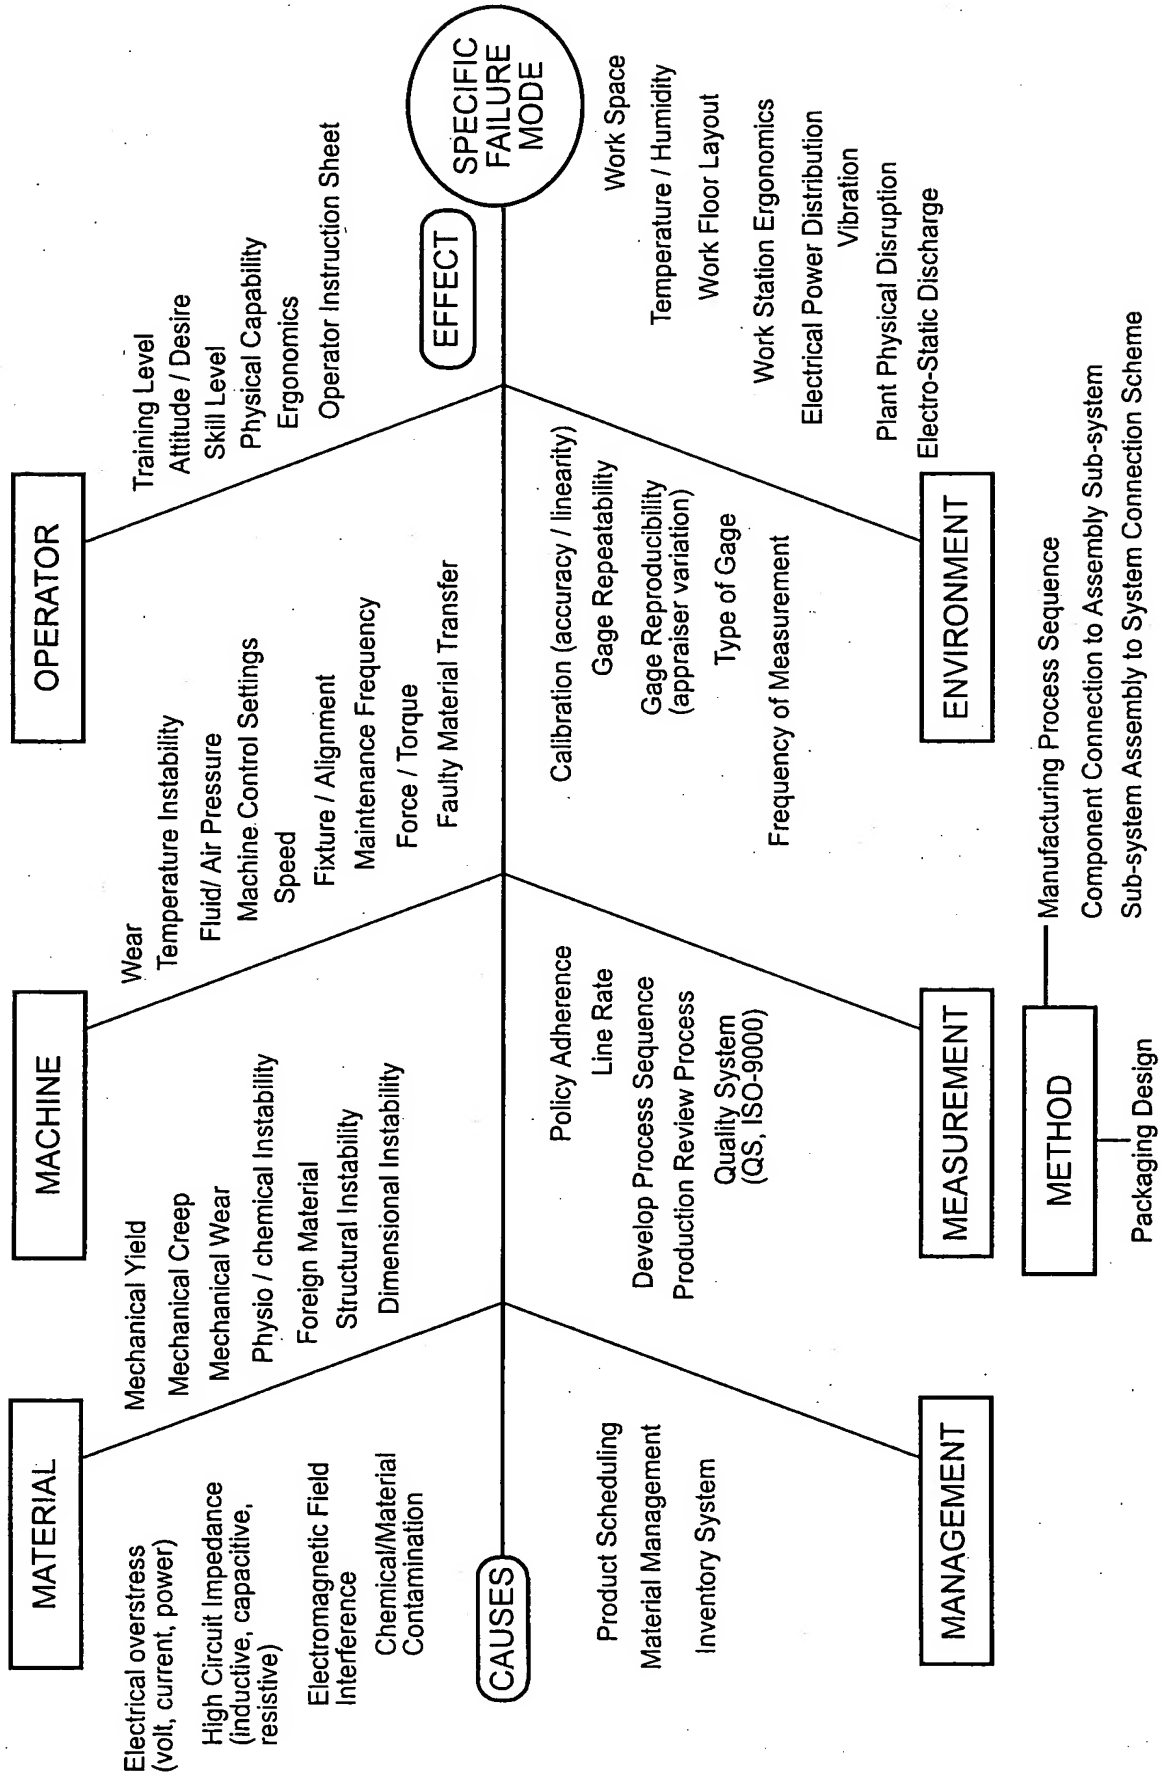 MATERIAL
Electrical overstress
(volt, current, power)
High Circuit Impedance
(inductive, capacitive,
resistive)
Electromagnetic Field
Interference
Chemical/Material
Contamination
Mechanical Yield
Mechanical Creep
Mechanical Wear
Physio / chemical Instability
Foreign Material
Structural Instability
Dimensional Instability
MACHINE
Wear
Temperature Instability
Fluid/ Air Pressure
Machine Control Settings
Speed
Fixture / Alignment
Maintenance Frequency
Force / Torque
Faulty Material Transfer
OPERATOR
Training Level
Attitude / Desire
Skill Level
Physical Capability
Ergonomics
Operator Instruction Sheet
CAUSES
EFFECT
SPECIFIC
FAILURE
MODE
Product Scheduling
Material Management
Inventory System
MANAGEMENT
Policy Adherence
Line Rate
Develop Process Sequence
Production Review Process
Quality System
(QS, ISO-9000)
Calibration (accuracy / linearity)
Gage Repeatability
Gage Reproducibility
(appraiser variation)
Type of Gage
Frequency of Measurement
MEASUREMENT
Work Space
Temperature / Humidity
Work Floor Layout
Work Station Ergonomics
Electrical Power Distribution
Vibration
Plant Physical Disruption
Electro-Static Discharge
ENVIRONMENT
METHOD
Manufacturing Process Sequence
Component Connection to Assembly Sub-system
Sub-system Assembly to System Connection Scheme
Packaging Design